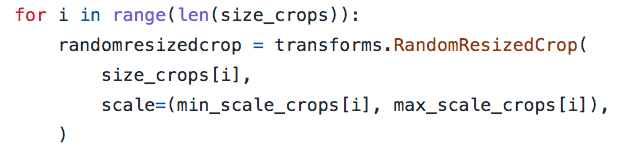 for i in range(len(size_crops)):
    randomresizedcrop = transforms.RandomResizedCrop(
        size_crops[i],
        scale=(min_scale_crops[i], max_scale_crops[i]),
    )